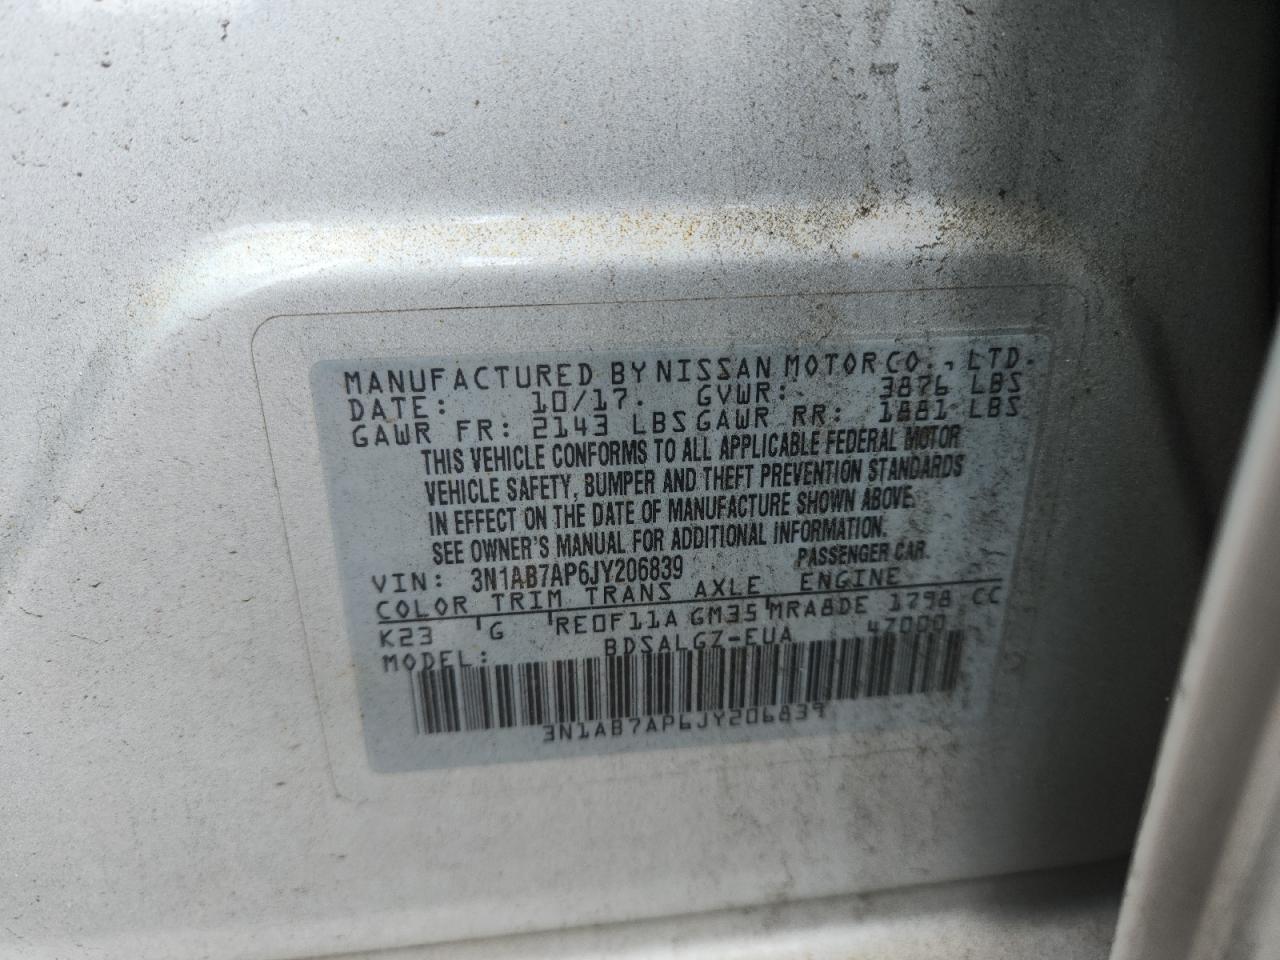 MANUFACTURED BY NISSAN MOTOR CO., LTD.
DATE: 10/17. GVWR: 3876 LBS
GAWR FR: 2143 LBS GAWR RR: 1881 LBS
THIS VEHICLE CONFORMS TO ALL APPLICABLE FEDERAL MOTOR
VEHICLE SAFETY, BUMPER AND THEFT PREVENTION STANDARDS
IN EFFECT ON THE DATE OF MANUFACTURE SHOWN ABOVE.
SEE OWNER'S MANUAL FOR ADDITIONAL INFORMATION.
VIN: 3N1AB7AP6JY206839 PASSENGER CAR.
COLOR TRIM TRANS AXLE ENGINE
K23 G RE0F11A GM35 MRA8DE 1798 CC
MODEL: BDSALGZ-EUA 47000
3N1AB7AP6JY206839